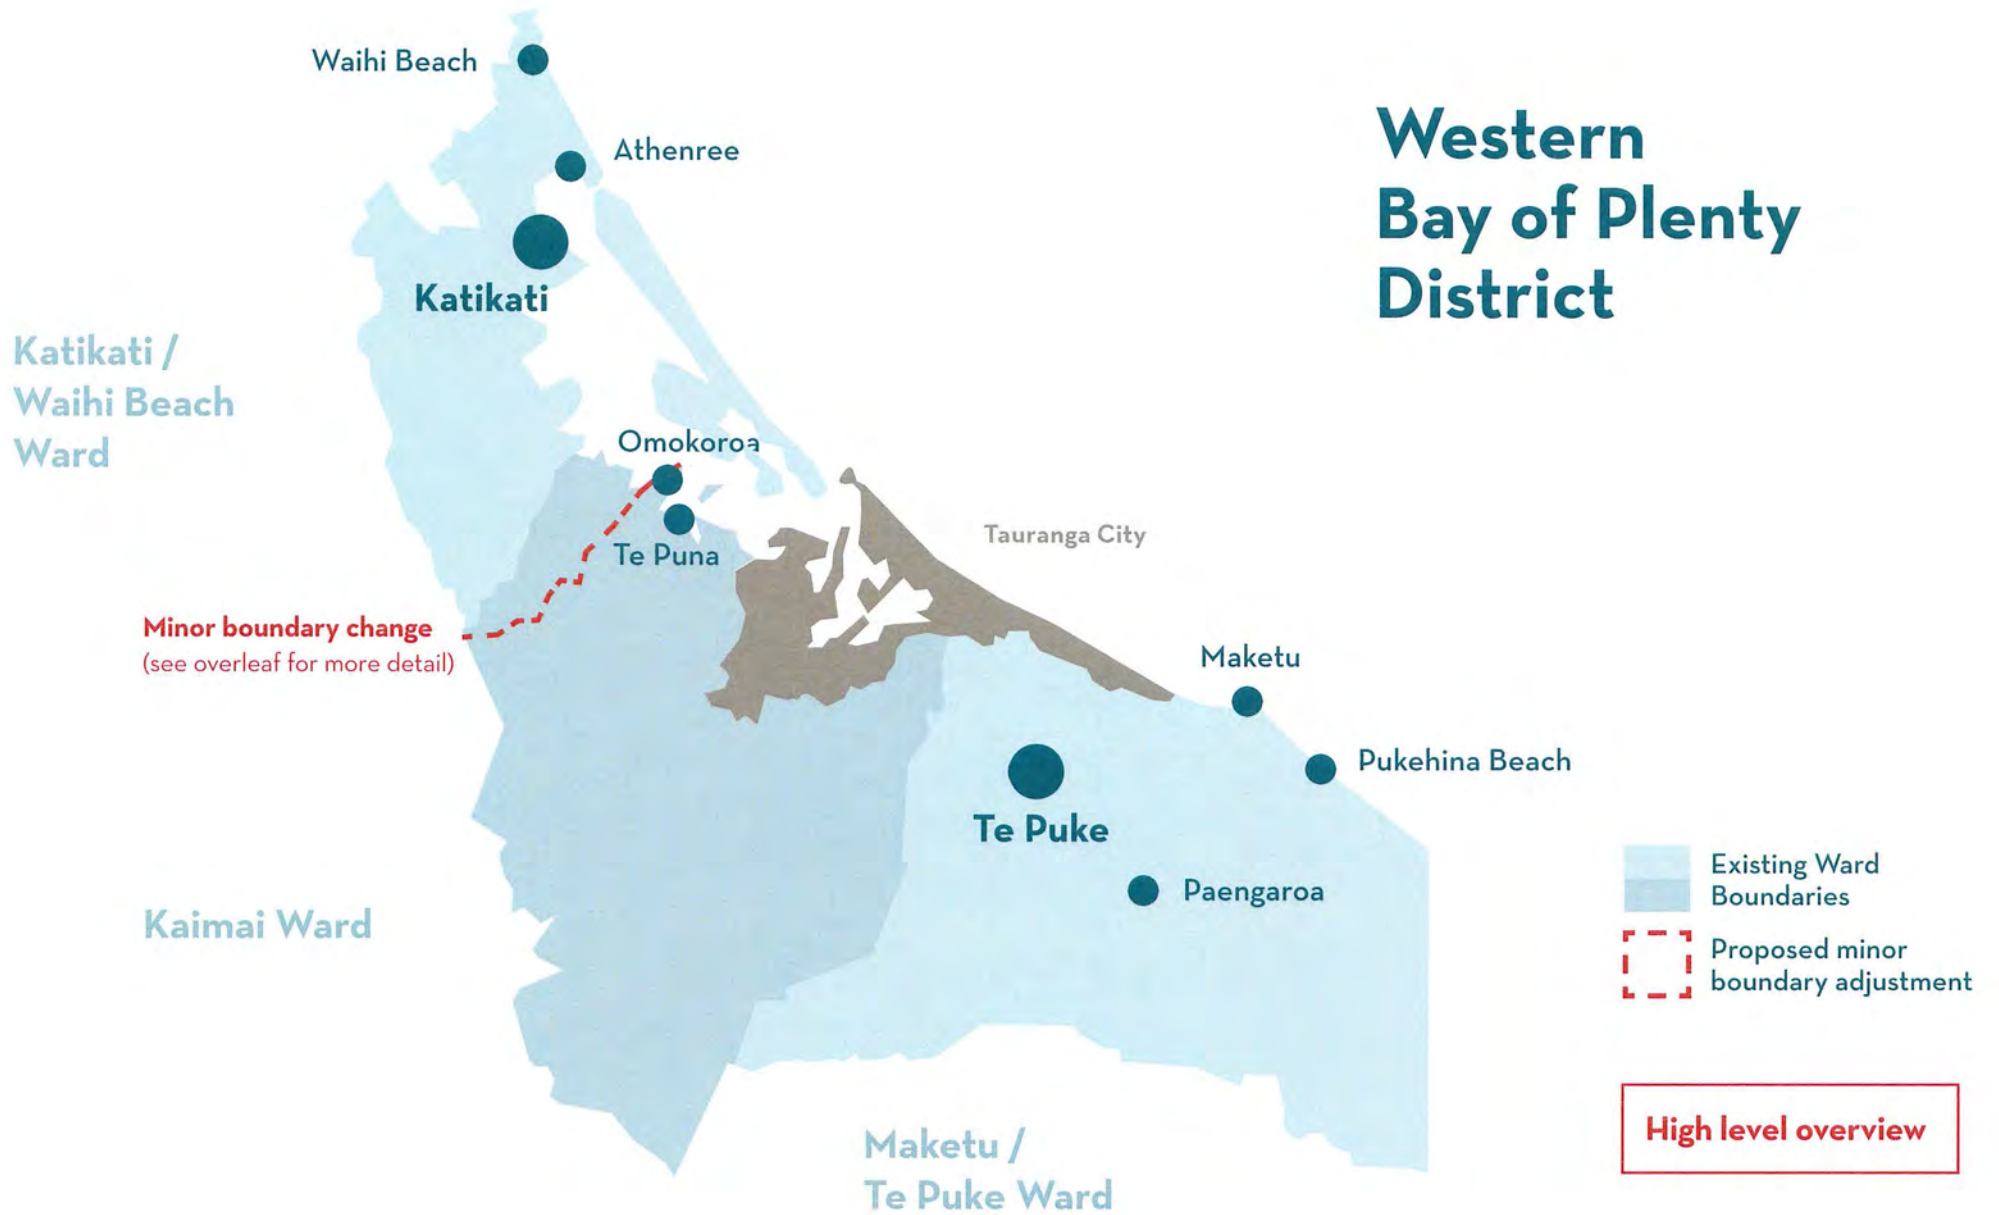 Waihi Beach
Athenree
Western
Bay of Plenty
District
Katikati
Katikati /
Waihi Beach
Ward
Omokoroa
Tauranga City
Te Puna
Minor boundary change
(see overleaf for more detail)
Maketu
Pukehina Beach
Te Puke
Paengaroa
Kaimai Ward
Existing Ward
Boundaries
Proposed minor
boundary adjustment
High level overview
Maketu /
Te Puke Ward